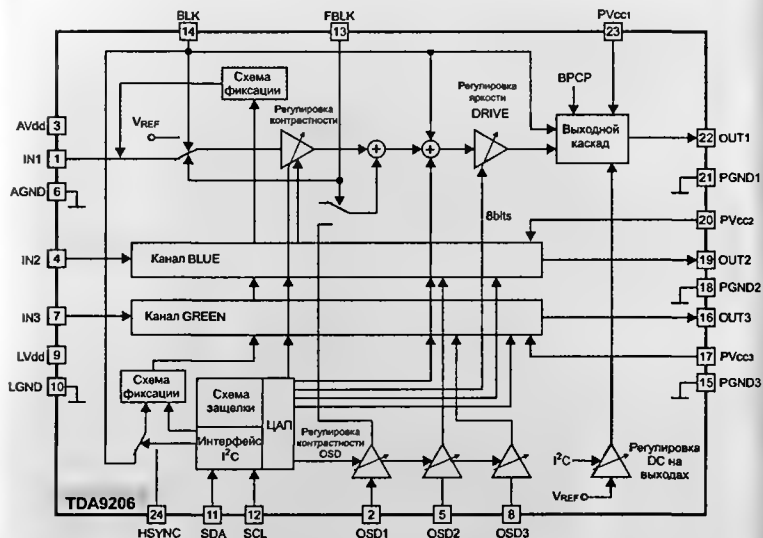 BLK
FBLK
PVcc1
14
13
23
Схема
фиксации
Регулировка
контрастности
Регулировка
яркости
DRIVE
BPCP
Выходной
каскад
VREF
AVdd 3
IN1 1
AGND 6
IN2 4
IN3 7
LVdd 9
LGND 10
22 OUT1
21 PGND1
20 PVcc2
19 OUT2
18 PGND2
16 OUT3
17 PVcc3
15 PGND3
8bits
Канал BLUE
Канал GREEN
Схема
фиксации
Схема
защелки
ЦАП
Интерфейс
I²C
Регулировка
контрастности
OSD
I²C
VREF
Регулировка
DC на
выходах
TDA9206
24
11
12
2
5
8
HSYNC
SDA
SCL
OSD1
OSD2
OSD3